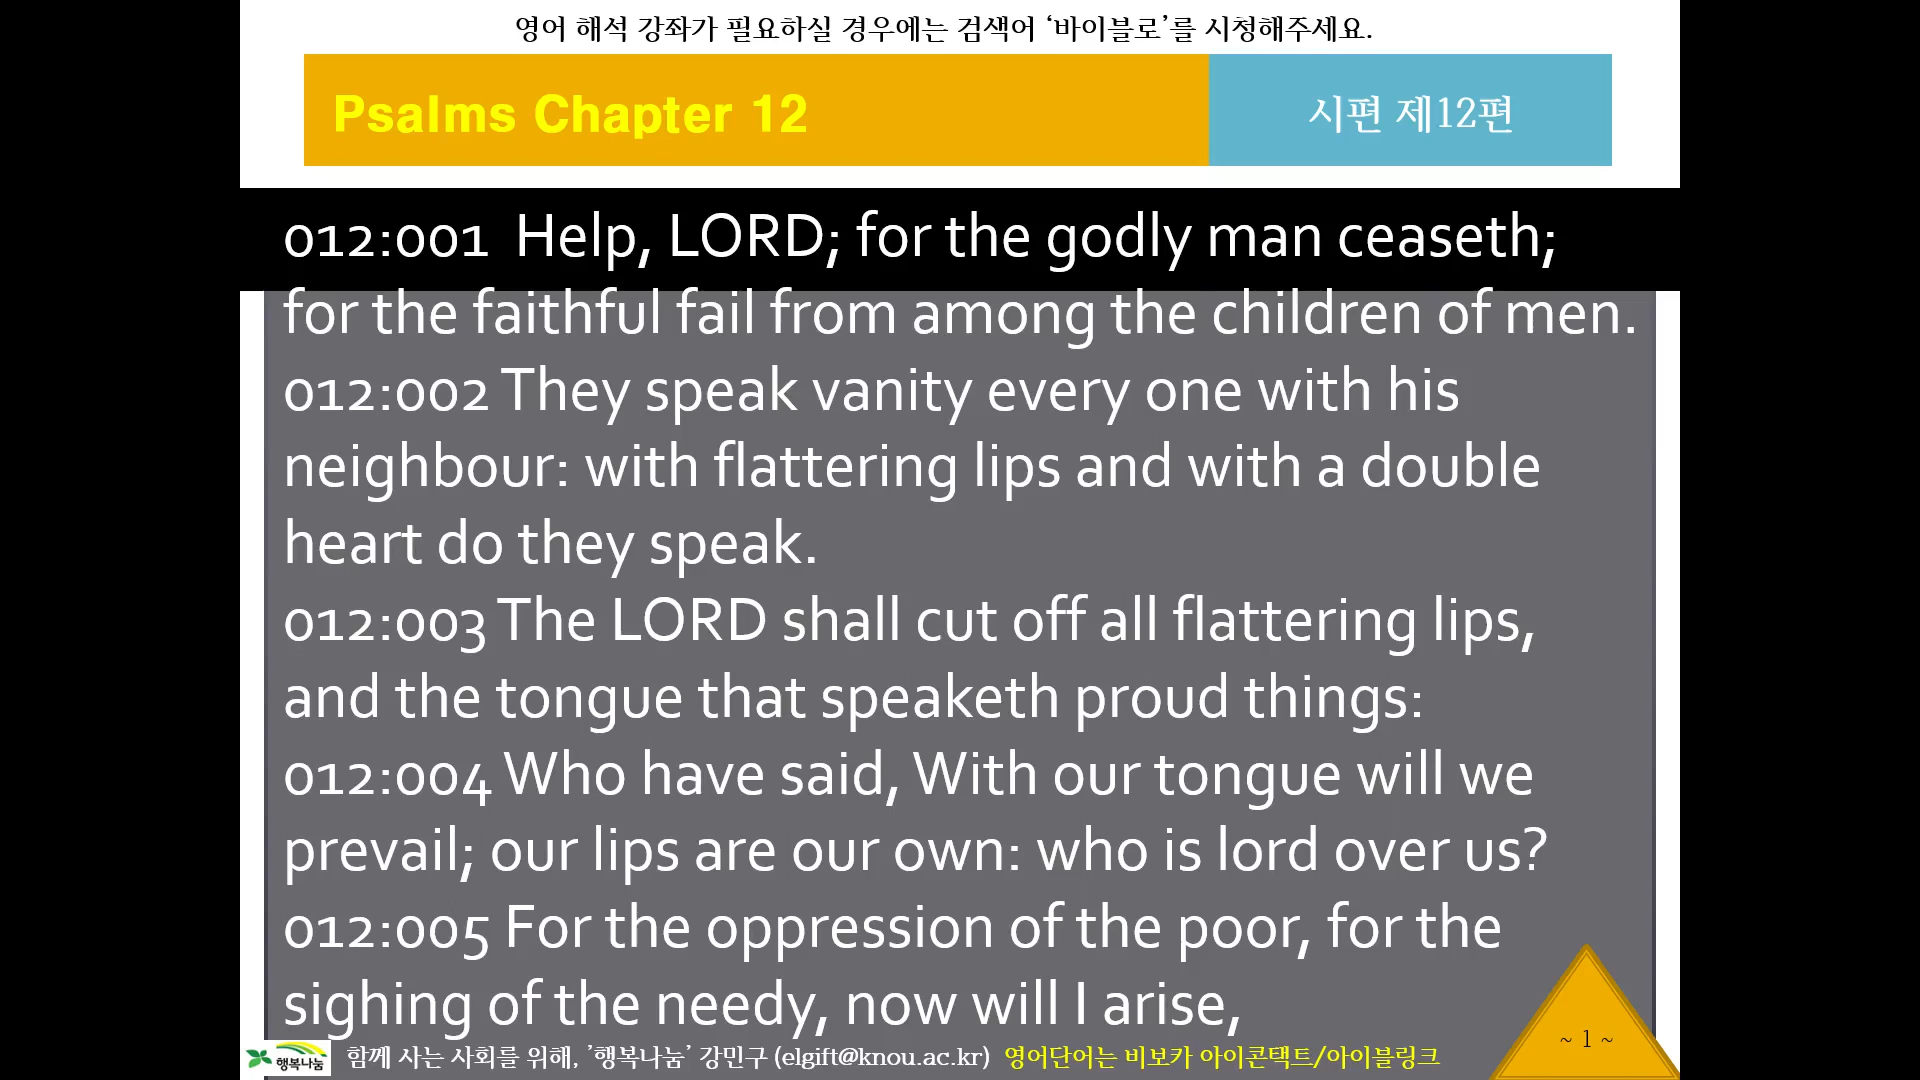 영어 해석 강좌가 필요하실 경우에는 검색어 ‘바이블로’를 시청해주세요.
Psalms Chapter 12
시편 제12편
012:001 Help, LORD; for the godly man ceaseth;
for the faithful fail from among the children of men.
012:002 They speak vanity every one with his
neighbour: with flattering lips and with a double
heart do they speak.
012:003 The LORD shall cut off all flattering lips,
and the tongue that speaketh proud things:
012:004 Who have said, With our tongue will we
prevail; our lips are our own: who is lord over us?
012:005 For the oppression of the poor, for the
sighing of the needy, now will I arise,
~ 1 ~
행복나눔
함께 사는 사회를 위해, ’행복나눔’ 강민구 (elgift@knou.ac.kr) 영어단어는 비보카 아이콘택트/아이블링크